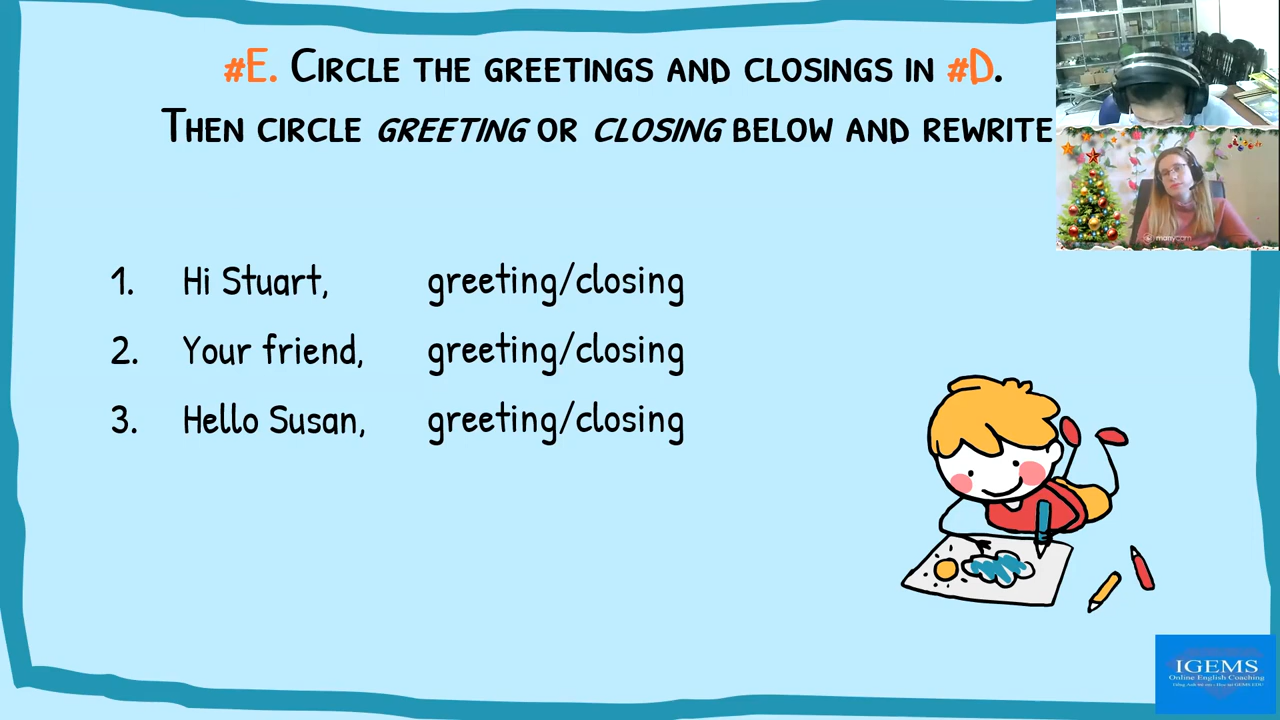 #E. CIRCLE THE GREETINGS AND CLOSINGS IN #D.
THEN CIRCLE GREETING OR CLOSING BELOW AND REWRITE
1. Hi Stuart, greeting/closing
2. Your friend, greeting/closing
3. Hello Susan, greeting/closing
IGEMS
Online English Coaching